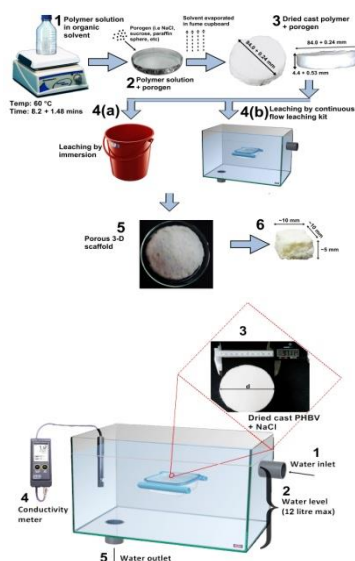 1 Polymer solution
in organic
solvent
Temp: 60 °C
Time: 8.2 + 1.48 mins
Porogen (i.e NaCl,
sucrose, paraffin
sphere, etc)
2 Polymer solution
+ porogen
Solvent evaporated
in fume cupboard
3 Dried cast polymer
+ porogen
84.0 + 0.24 mm
84.0 + 0.24 mm
4.4 + 0.53 mm
4(a)
Leaching by
immersion
4(b) Leaching by continuous
flow leaching kit
5
Porous 3-D
scaffold
6
~10 mm
~10 mm
~5 mm
3
d
Dried cast PHBV
+ NaCl
1
Water inlet
2
Water level
(12 litre max)
4
Conductivity
meter
5 Water outlet